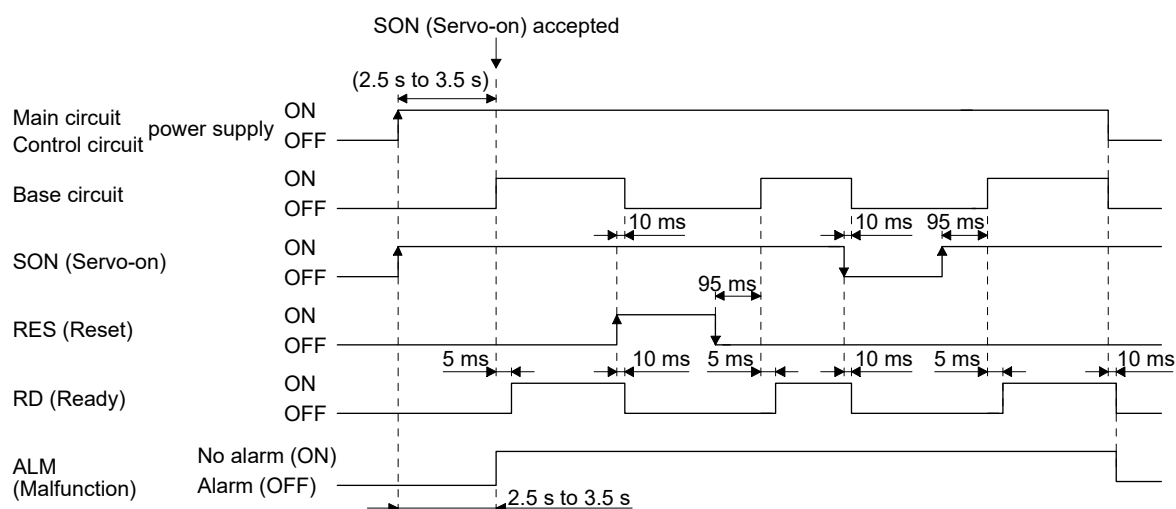 SON (Servo-on) accepted
(2.5 s to 3.5 s)
Main circuit
Control circuit
power supply
ON
OFF
Base circuit
ON
OFF
10 ms
10 ms
95 ms
SON (Servo-on)
ON
OFF
95 ms
RES (Reset)
ON
OFF
5 ms
10 ms
5 ms
10 ms
5 ms
10 ms
RD (Ready)
ON
OFF
ALM
(Malfunction)
No alarm (ON)
Alarm (OFF)
2.5 s to 3.5 s